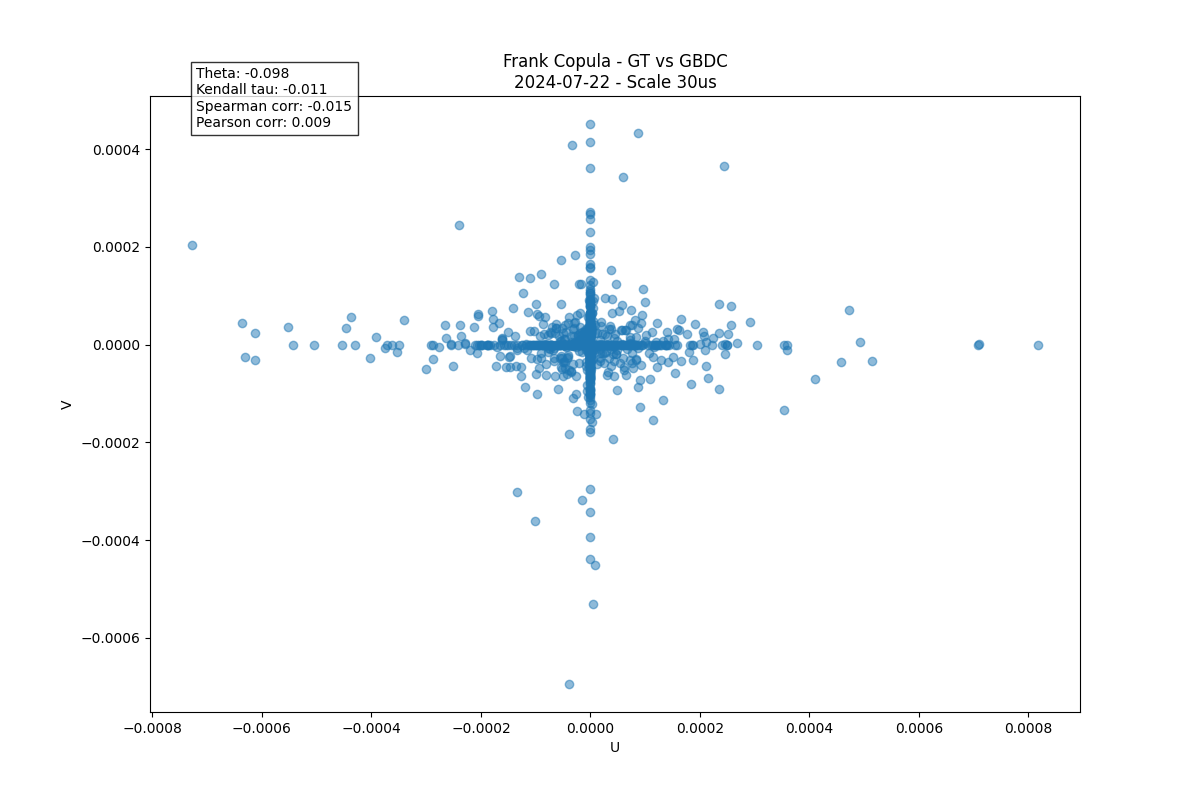 Frank Copula - GT vs GBDC
2024-07-22 - Scale 30us
Theta: -0.098
Kendall tau: -0.011
Spearman corr: -0.015
Pearson corr: 0.009
0.0004
0.0002
0.0000
−0.0002
−0.0004
−0.0006
V
−0.0008 −0.0006 −0.0004 −0.0002 0.0000 0.0002 0.0004 0.0006 0.0008
U